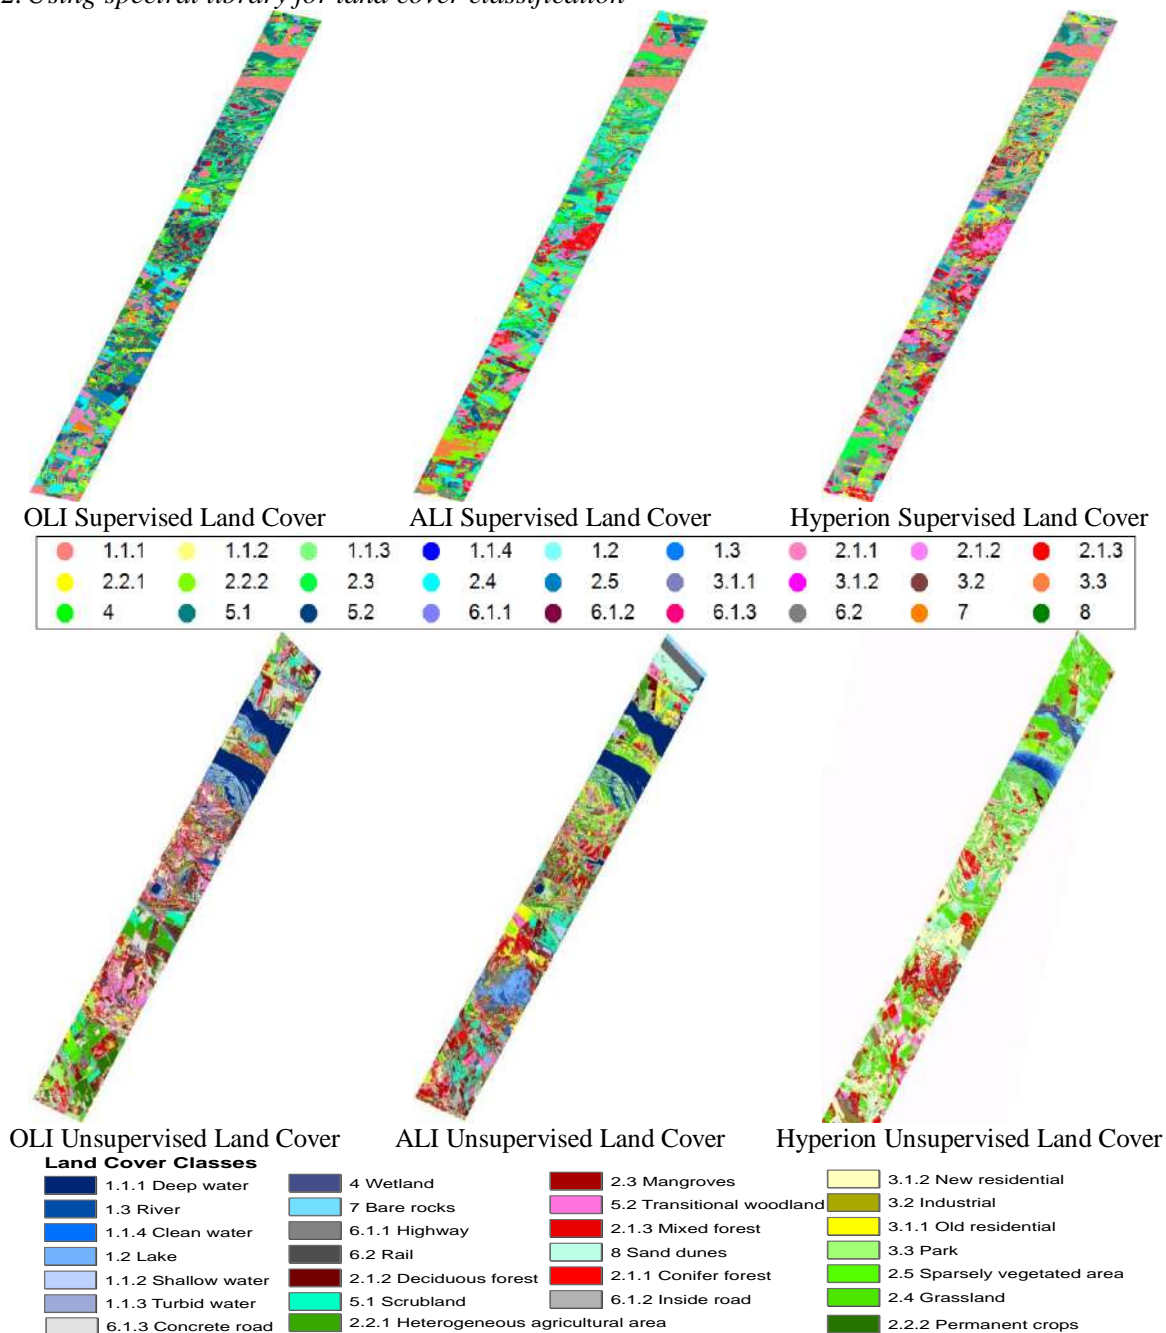 2. Using spectral library for land cover classification
OLI Supervised Land Cover
ALI Supervised Land Cover
Hyperion Supervised Land Cover
1.1.1 1.1.2 1.1.3 1.1.4 1.2 1.3 2.1.1 2.1.2 2.1.3
2.2.1 2.2.2 2.3 2.4 2.5 3.1.1 3.1.2 3.2 3.3
4 5.1 5.2 6.1.1 6.1.2 6.1.3 6.2 7 8
OLI Unsupervised Land Cover
ALI Unsupervised Land Cover
Hyperion Unsupervised Land Cover
Land Cover Classes
1.1.1 Deep water
1.3 River
1.1.4 Clean water
1.2 Lake
1.1.2 Shallow water
1.1.3 Turbid water
6.1.3 Concrete road
4 Wetland
7 Bare rocks
6.1.1 Highway
6.2 Rail
2.1.2 Deciduous forest
5.1 Scrubland
2.2.1 Heterogeneous agricultural area
2.3 Mangroves
5.2 Transitional woodland
2.1.3 Mixed forest
8 Sand dunes
2.1.1 Conifer forest
6.1.2 Inside road
3.1.2 New residential
3.2 Industrial
3.1.1 Old residential
3.3 Park
2.5 Sparsely vegetated area
2.4 Grassland
2.2.2 Permanent crops